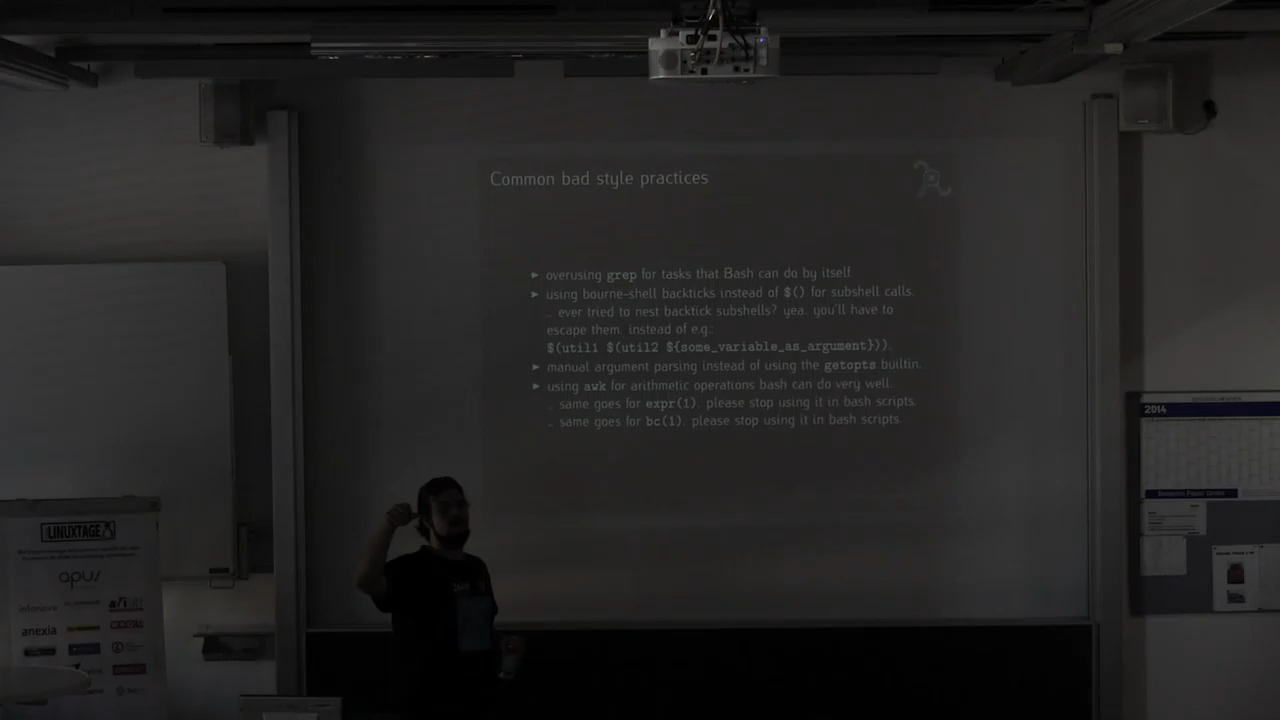 Common bad style practices
► overusing grep for tasks that Bash can do by itself.
► using bourne-shell backticks instead of $() for subshell calls.
.. ever tried to nest backtick subshells? yea. you'll have to
escape them. instead of e.g.:
$(util1 $(util2 ${some_variable_as_argument})).
► manual argument parsing instead of using the getopts builtin.
► using awk for arithmetic operations bash can do very well.
.. same goes for expr(1). please stop using it in bash scripts.
.. same goes for bc(1). please stop using it in bash scripts.
LINUXTAGE
apus
infonova
anexia
2014